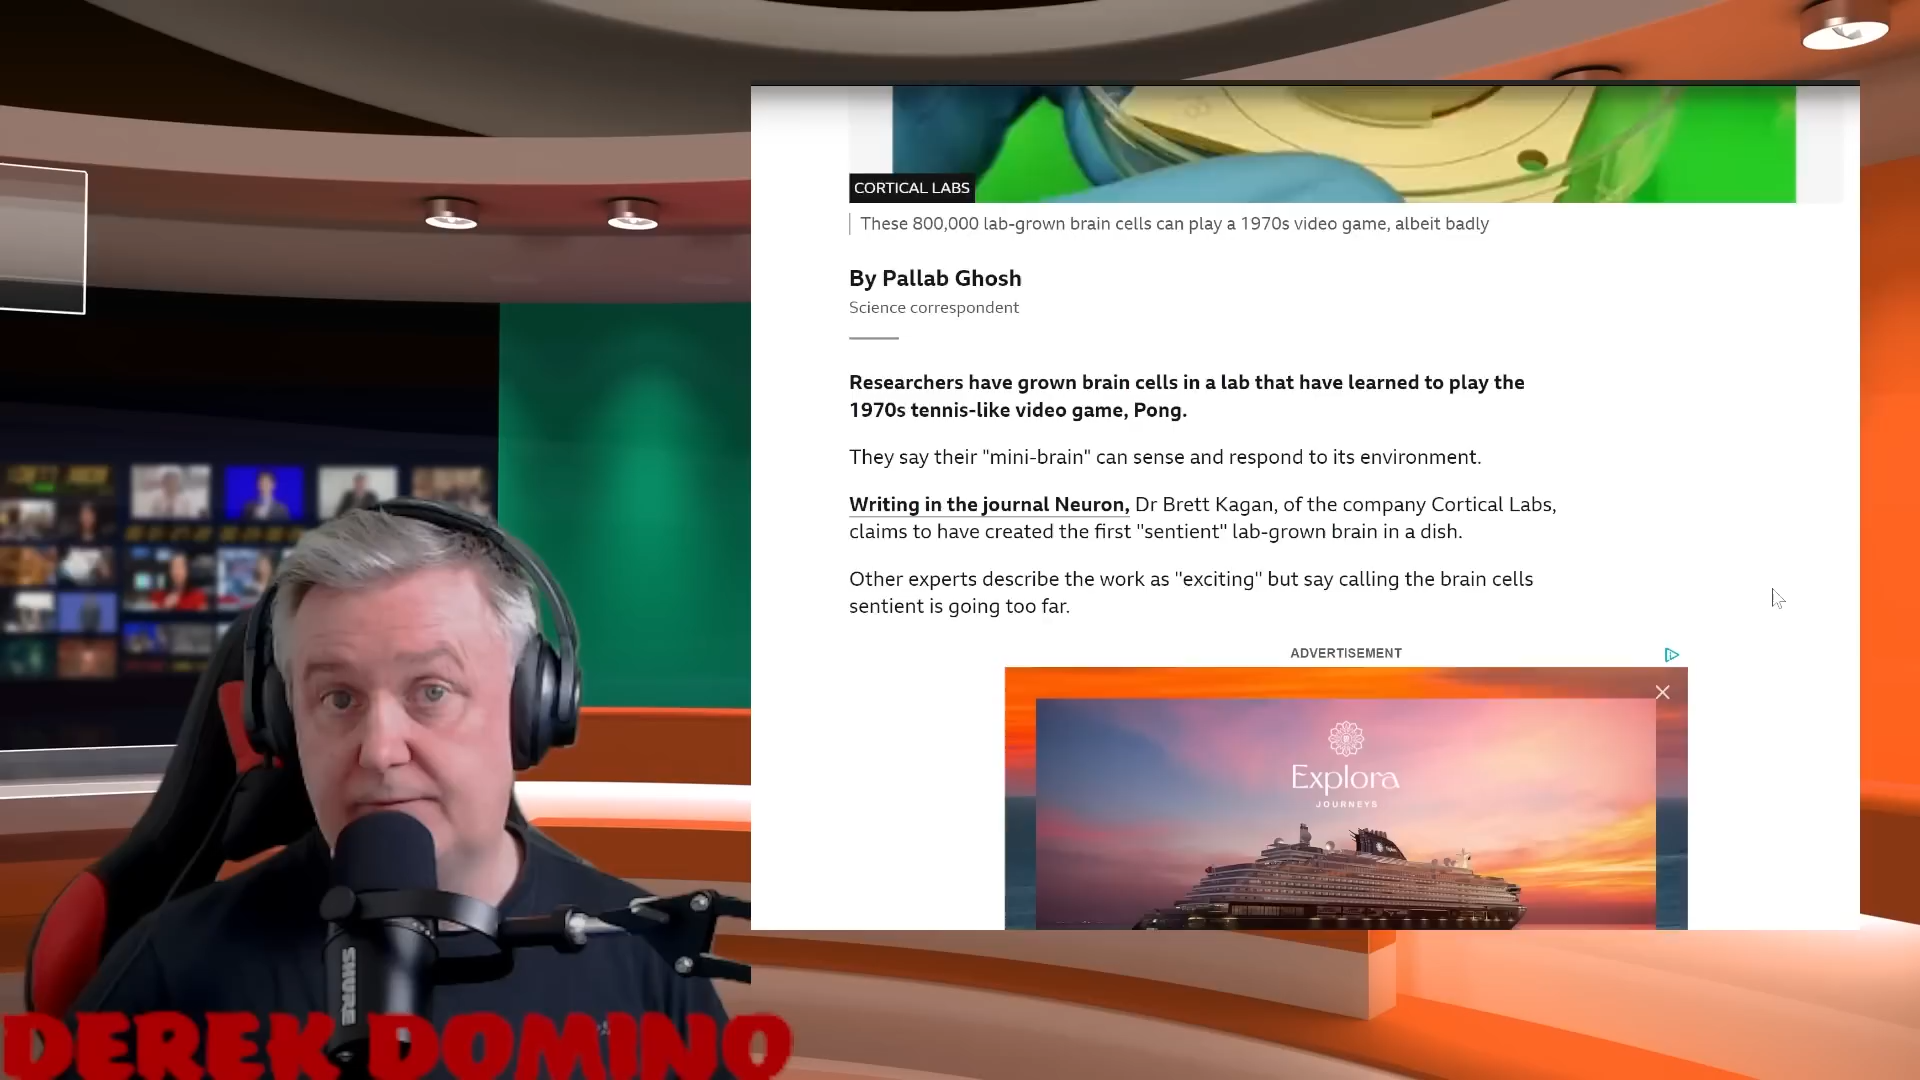 CORTICAL LABS
These 800,000 lab-grown brain cells can play a 1970s video game, albeit badly
By Pallab Ghosh
Science correspondent
Researchers have grown brain cells in a lab that have learned to play the
1970s tennis-like video game, Pong.
They say their "mini-brain" can sense and respond to its environment.
Writing in the journal Neuron, Dr Brett Kagan, of the company Cortical Labs,
claims to have created the first "sentient" lab-grown brain in a dish.
Other experts describe the work as "exciting" but say calling the brain cells
sentient is going too far.
ADVERTISEMENT
Explora
JOURNEYS
SHURE
DEREK DOMINO